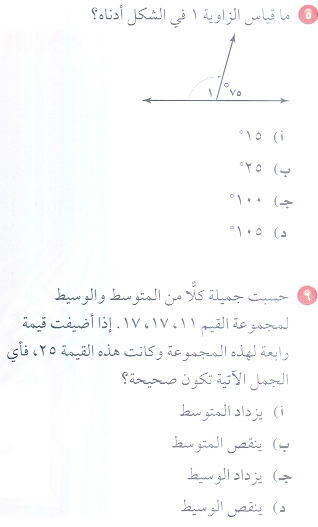 ٥ ما قياس الزاوية ١ في الشكل أدناه؟
١ ٧٥°
أ) ١٥°
ب) ٢٥°
جـ) ١٠٠°
د) ١٠٥°
٩ حسبت جميلة كلًّا من المتوسط والوسيط
لمجموعة القيم ١١، ١٧، ١٧. إذا أضيفت قيمة
رابعة لهذه المجموعة وكانت هذه القيمة ٢٥، فأي
الجمل الآتية تكون صحيحة؟
أ) يزداد المتوسط
ب) ينقص المتوسط
جـ) يزداد الوسيط
د) ينقص الوسيط